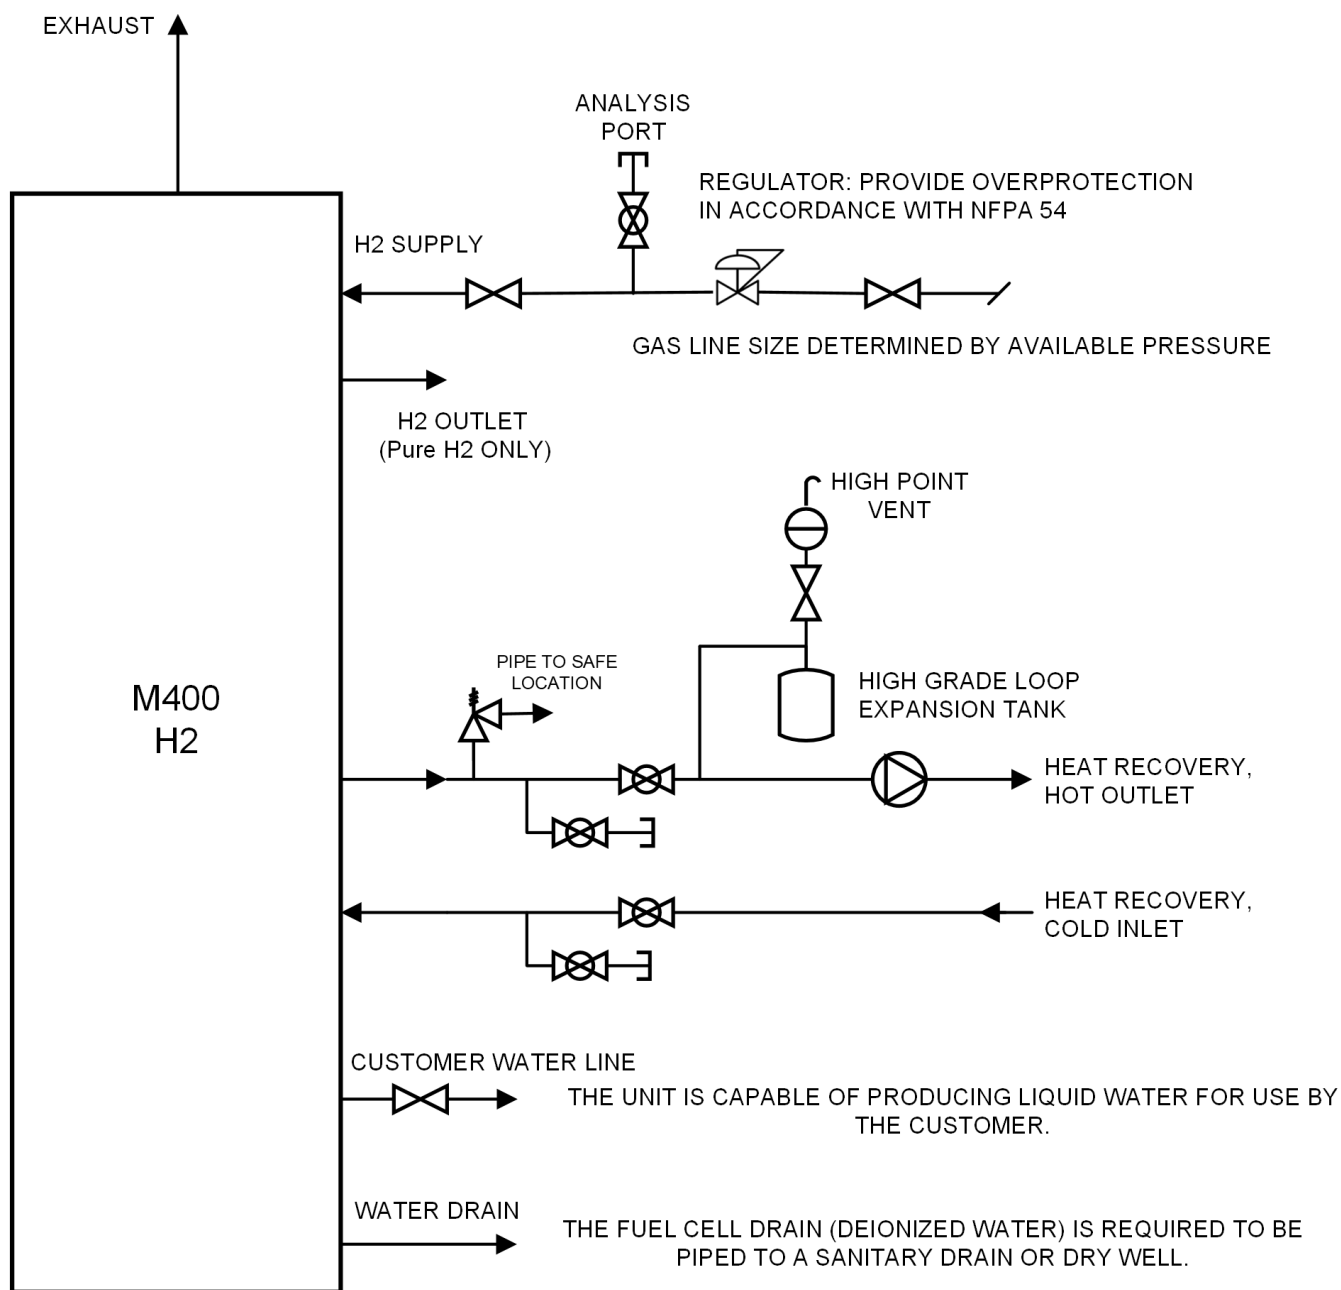 EXHAUST
ANALYSIS
PORT
REGULATOR: PROVIDE OVERPROTECTION
IN ACCORDANCE WITH NFPA 54
H2 SUPPLY
GAS LINE SIZE DETERMINED BY AVAILABLE PRESSURE
H2 OUTLET
(Pure H2 ONLY)
HIGH POINT
VENT
PIPE TO SAFE
LOCATION
HIGH GRADE LOOP
EXPANSION TANK
M400
H2
HEAT RECOVERY,
HOT OUTLET
HEAT RECOVERY,
COLD INLET
CUSTOMER WATER LINE
THE UNIT IS CAPABLE OF PRODUCING LIQUID WATER FOR USE BY
THE CUSTOMER.
WATER DRAIN
THE FUEL CELL DRAIN (DEIONIZED WATER) IS REQUIRED TO BE
PIPED TO A SANITARY DRAIN OR DRY WELL.